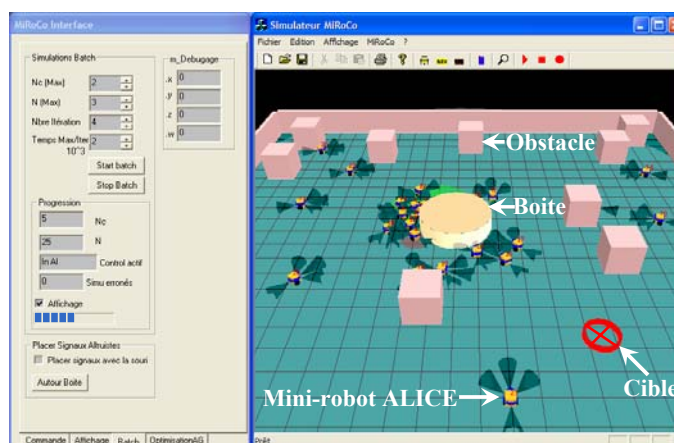 MiRoCo Interface
Simulations Batch
Nc (Max) 2
N (Max) 3
Nbre Itération 4
Temps Max/Iter 2
10^3
Start batch
Stop Batch
m_Debugage
.x 0
.y 0
.z 0
.w 0
Progression
5 Nc
25 N
In Al Control actif
0 Simu erronés
Affichage
Placer Signaux Altruistes
Placer signaux avec la souri
Autour Boite
Commande Affichage Batch OptimisationAG
Simulateur MiRoCo
Fichier Edition Affichage MiRoCo ?
Obstacle
Boite
Cible
Mini-robot ALICE
Prêt